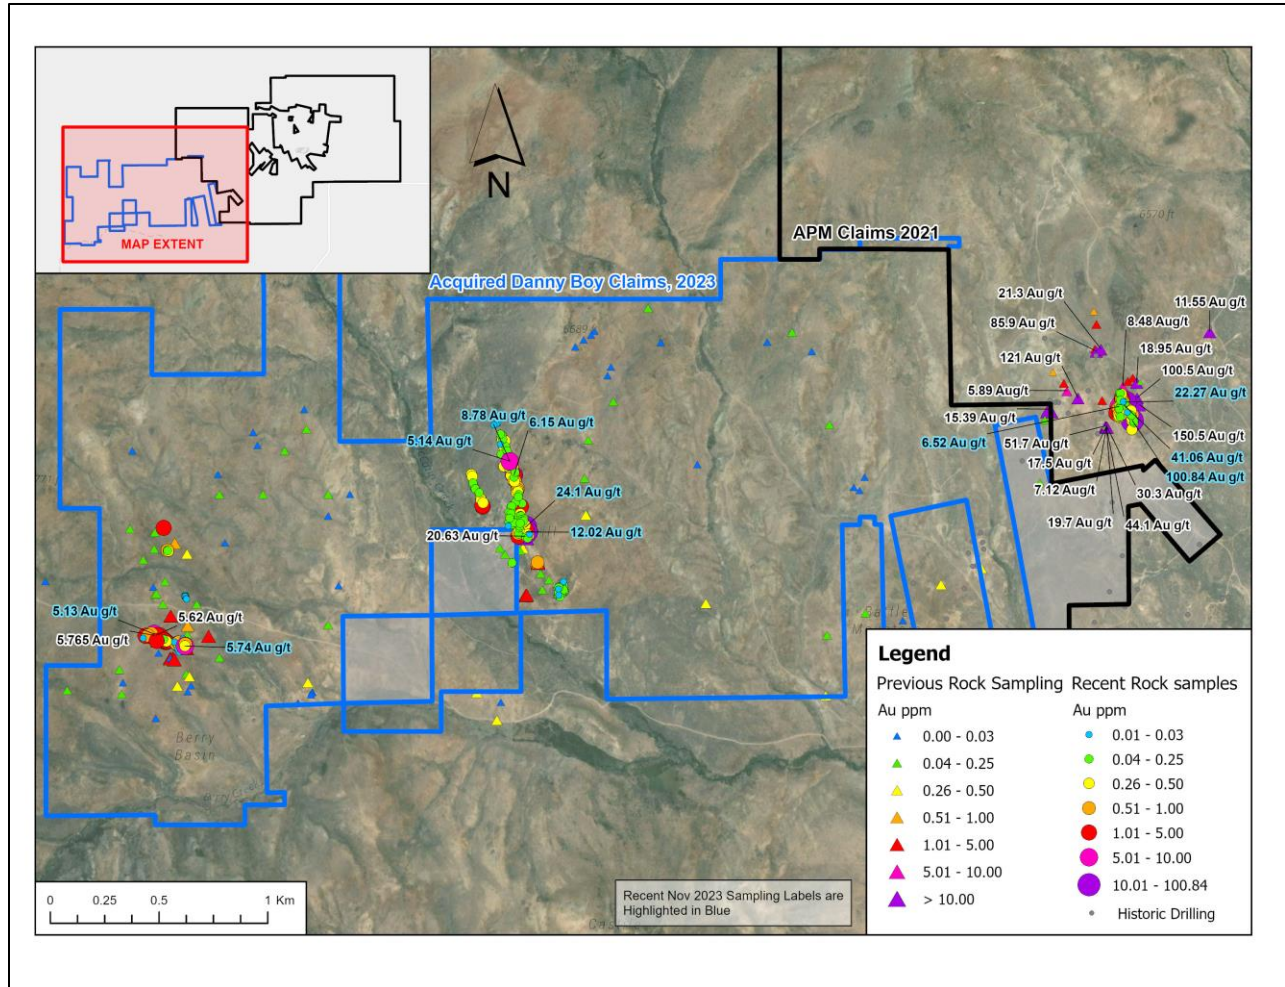 MAP EXTENT
N
APM Claims 2021
Acquired Danny Boy Claims, 2023
6570 ft
6689
21.3 Au g/t
11.55 Au g/t
85.9 Au g/t
8.48 Aug/t
121 Au g/t
18.95 Au g/t
5.89 Aug/t
100.5 Au g/t
22.27 Au g/t
15.39 Au g/t
6.52 Au g/t
51.7 Au g/t
150.5 Au g/t
17.5 Au g/t
41.06 Au g/t
7.12 Aug/t
100.84 Au g/t
30.3 Au g/t
19.7 Au g/t
44.1 Au g/t
8.78 Au g/t
6.15 Au g/t
5.14 Au g/t
24.1 Au g/t
20.63 Au g/t
12.02 Au g/t
5.13 Au g/t
5.62 Au g/t
5.765 Au g/t
5.74 Au g/t
Berry
Basin
Battle
Legend
Previous Rock Sampling
Au ppm
0.00 - 0.03
0.04 - 0.25
0.26 - 0.50
0.51 - 1.00
1.01 - 5.00
5.01 - 10.00
> 10.00
Recent Rock samples
Au ppm
0.01 - 0.03
0.04 - 0.25
0.26 - 0.50
0.51 - 1.00
1.01 - 5.00
5.01 - 10.00
10.01 - 100.84
Historic Drilling
Recent Nov 2023 Sampling Labels are
Highlighted in Blue
0 0.25 0.5 1 Km